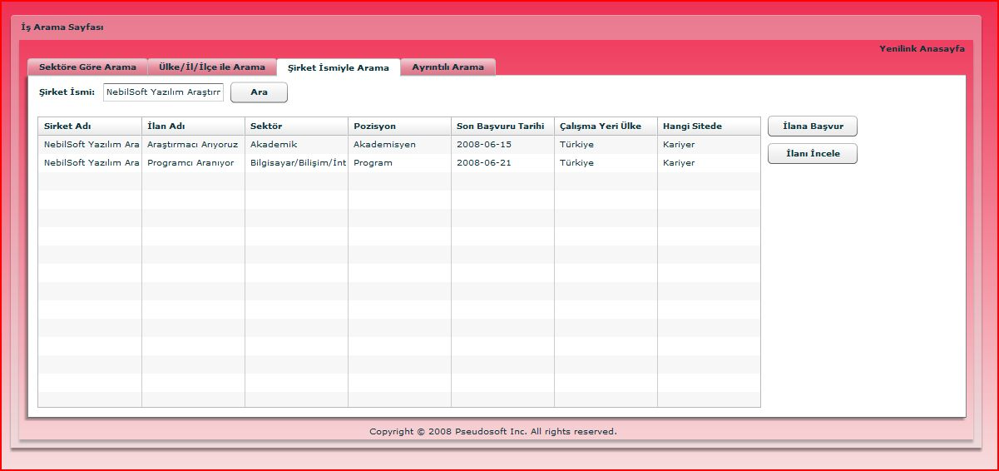 İş Arama Sayfası
Yenilink Anasayfa
Sektöre Göre Arama Ülke/İl/İlçe ile Arama Şirket İsmiyle Arama Ayrıntılı Arama
Şirket İsmi: NebilSoft Yazılım Araştırr Ara
Sirket Adı İlan Adı Sektör Pozisyon Son Başvuru Tarihi Çalışma Yeri Ülke Hangi Sitede İlana Başvur
NebilSoft Yazılım Ara Araştırmacı Arıyoruz Akademik Akademisyen 2008-06-15 Türkiye Kariyer
İlanı İncele
NebilSoft Yazılım Ara Programcı Aranıyor Bilgisayar/Bilişim/İnt Program 2008-06-21 Türkiye Kariyer
Copyright © 2008 Pseudosoft Inc. All rights reserved.